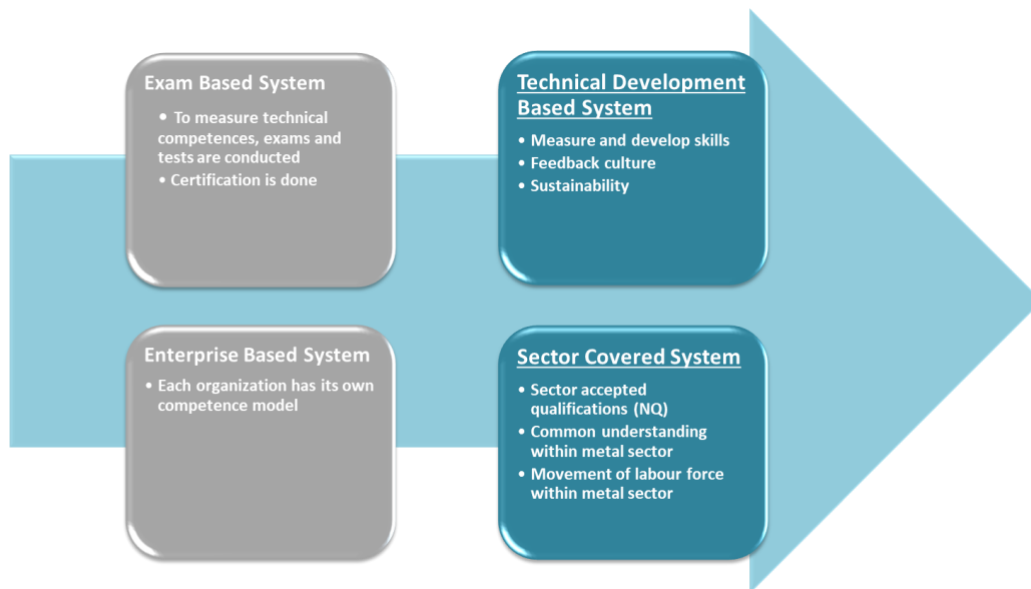 Exam Based System
• To measure technical
competences, exams and
tests are conducted
• Certification is done
Technical Development
Based System
• Measure and develop skills
• Feedback culture
• Sustainability
Enterprise Based System
• Each organization has its own
competence model
Sector Covered System
• Sector accepted
qualifications (NQ)
• Common understanding
within metal sector
• Movement of labour force
within metal sector